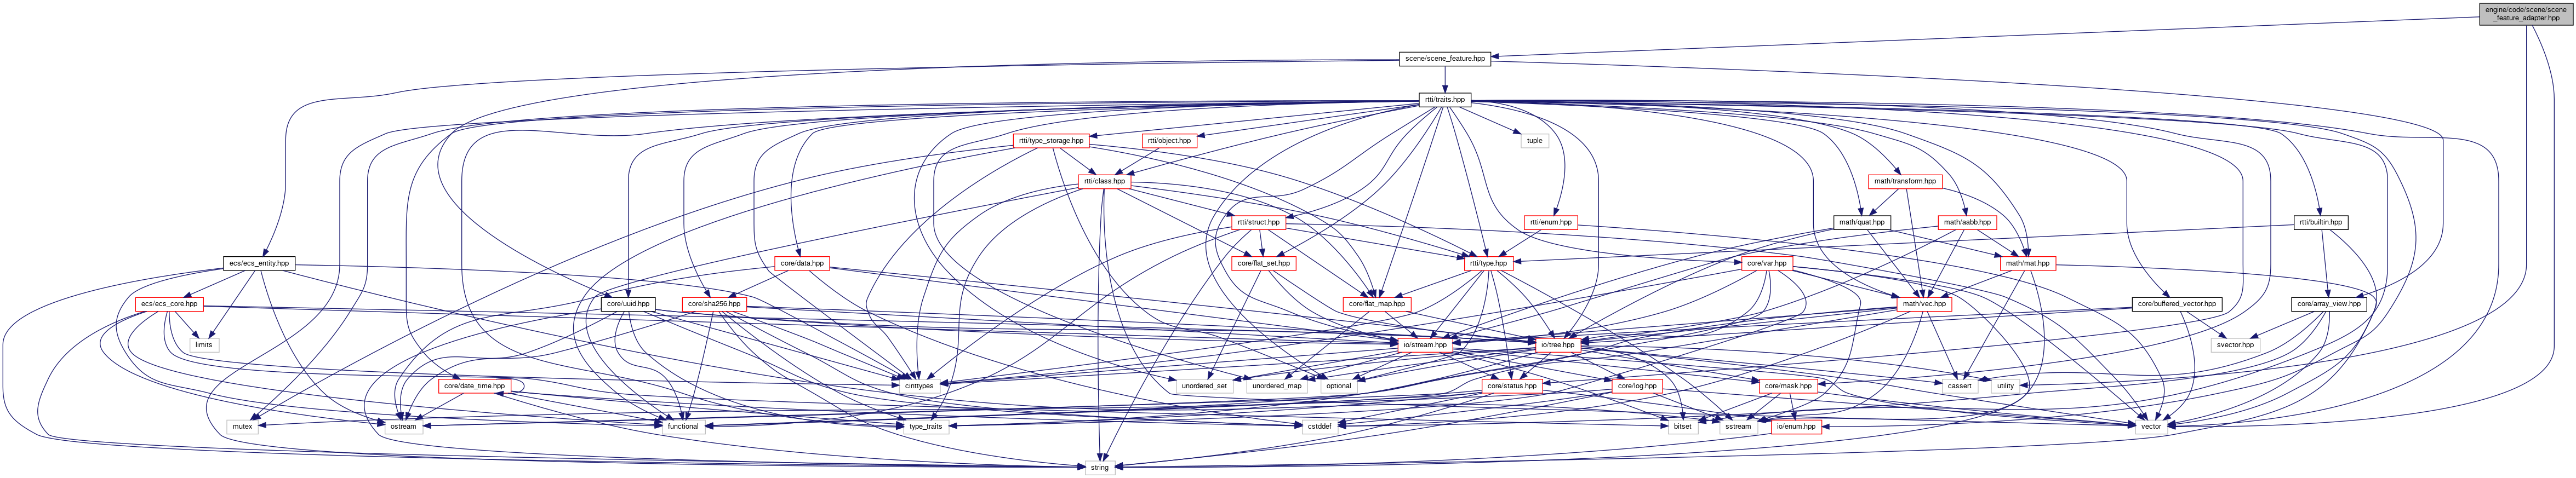 engine/code/scene/scene
_feature_adapter.hpp
scene/scene_feature.hpp
rtti/traits.hpp
rtti/type_storage.hpp
rtti/object.hpp
tuple
rtti/class.hpp
math/transform.hpp
rtti/struct.hpp
rtti/enum.hpp
math/quat.hpp
math/aabb.hpp
rtti/builtin.hpp
ecs/ecs_entity.hpp
core/data.hpp
core/flat_set.hpp
rtti/type.hpp
core/var.hpp
math/mat.hpp
ecs/ecs_core.hpp
core/uuid.hpp
core/sha256.hpp
core/flat_map.hpp
math/vec.hpp
core/buffered_vector.hpp
core/array_view.hpp
limits
io/stream.hpp
io/tree.hpp
svector.hpp
core/date_time.hpp
cinttypes
unordered_set
unordered_map
optional
core/status.hpp
core/log.hpp
core/mask.hpp
cassert
utility
mutex
ostream
functional
type_traits
cstddef
bitset
sstream
io/enum.hpp
vector
string